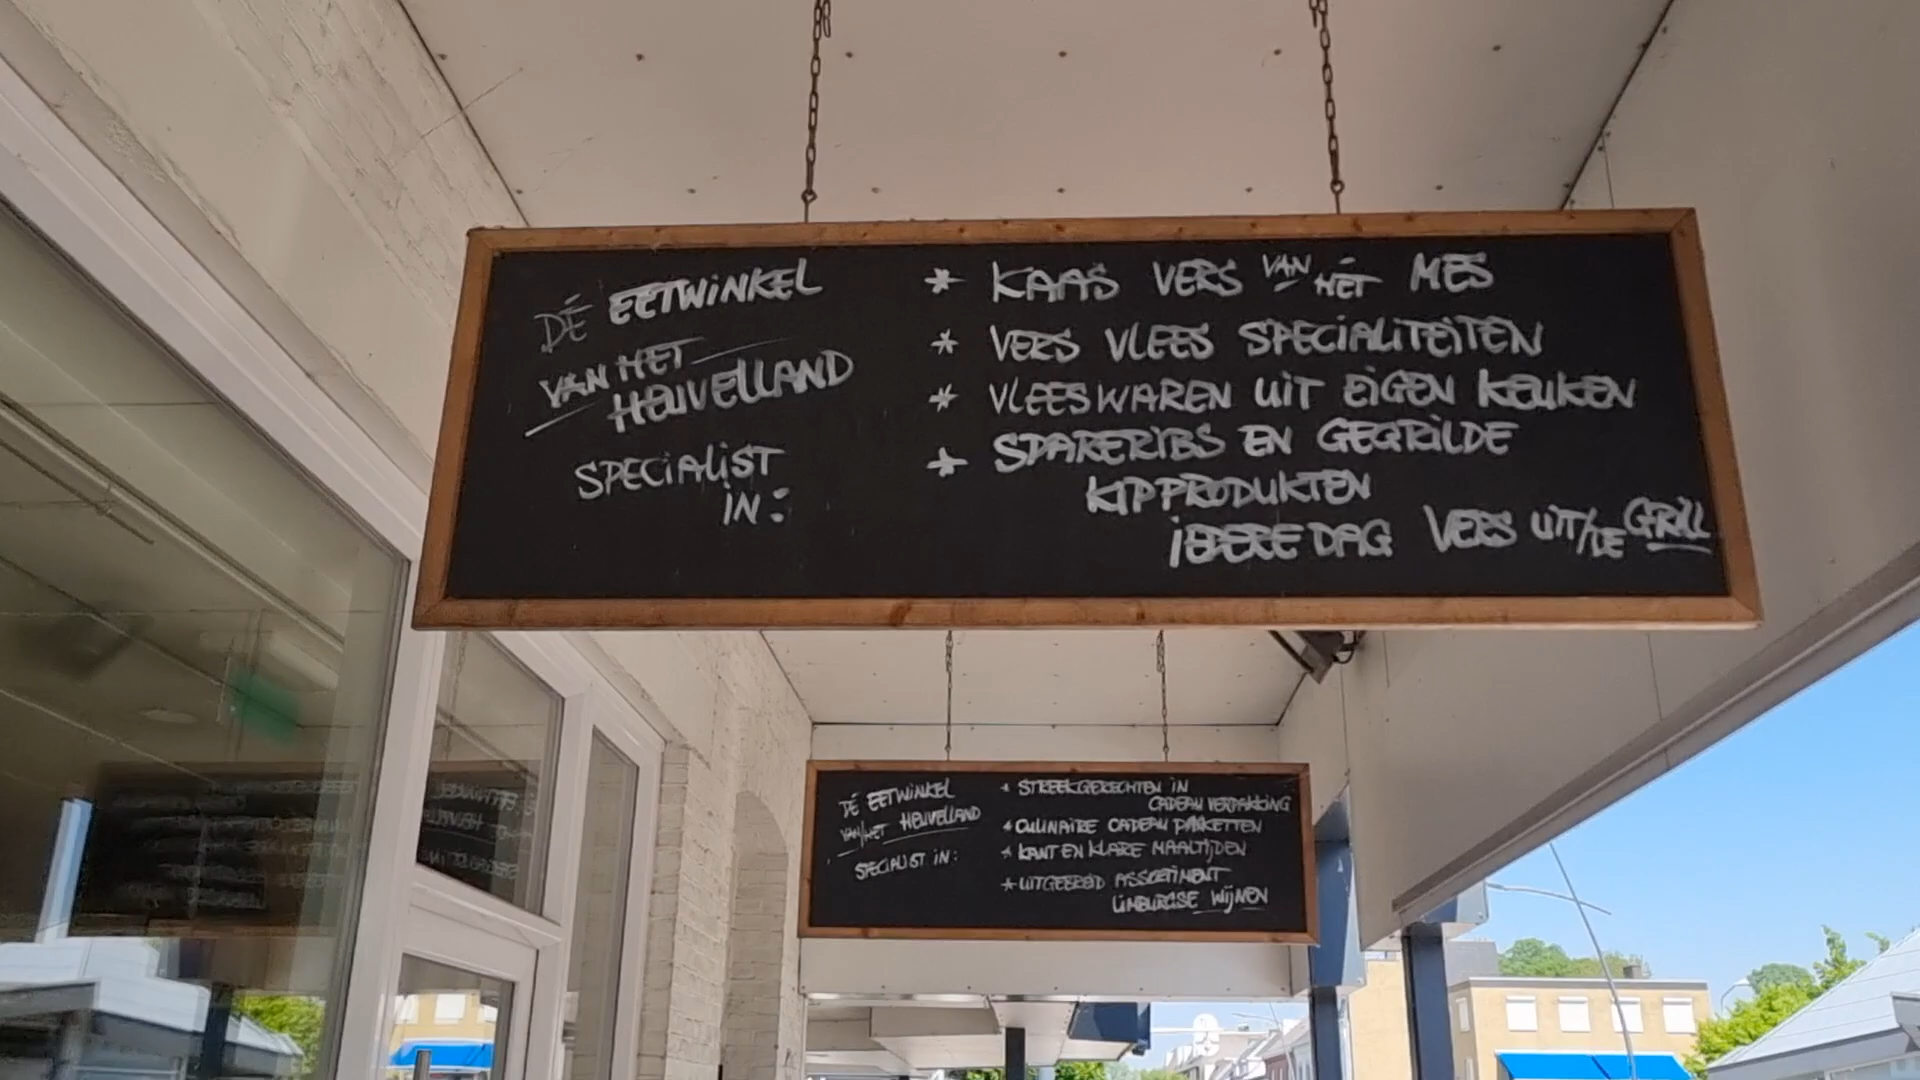 DÉ EETWINKEL
VAN HET
HEUVELLAND
SPECIALIST
IN:
* KAAS VERS VAN HET MES
* VERS VLEES SPECIALITEITEN
* VLEESWAREN UIT EIGEN KEUKEN
* SPARERIBS EN GEGRILDE
KIPPRODUKTEN
IEDERE DAG VERS UIT/DE GRILL
DÉ EETWINKEL
VAN/HET HEUVELLAND
SPECIALIST IN:
* STREEKGERECHTEN IN
CADEAU VERPAKKING
* CULINAIRE CADEAU PAKKETTEN
* KANT EN KLARE MAALTIJDEN
* UITGEBREID ASSORTIMENT
LIMBURGSE WIJNEN